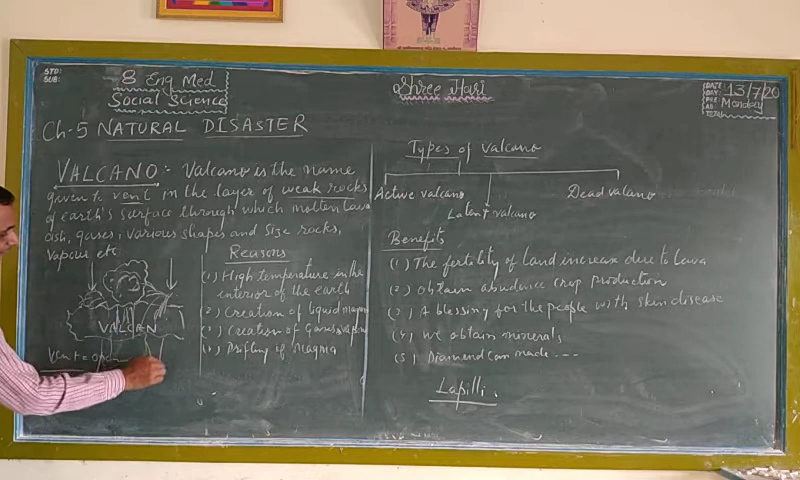 STD:
SUB:
8 Eng Med
Social Science
Shree Hari
DATE: 13/7/20
DAY: Monday
Ch-5 NATURAL DISASTER
VALCANO:- Valcano is the name
given to vent in the layer of weak rocks
of earth's surface through which molten Lava
ash, gases, various shapes and size rocks,
vapour etc
VALCAN
Vent = open
Reasons
(1) High temperature in the
interior of the earth
(2) Creation of liquid magma
(3) Creation of Gases & vapour
(4) Drifting of Magma
Types of valcano
Active valcano
Latent valcano
Dead valcano
Benefits
(1) The fertility of land increase due to Lava
(2) obtain abundance crop production
(3) A blessing for the people with skin disease
(4) we obtain minerals
(5) Diamond can made ---
Lapilli.